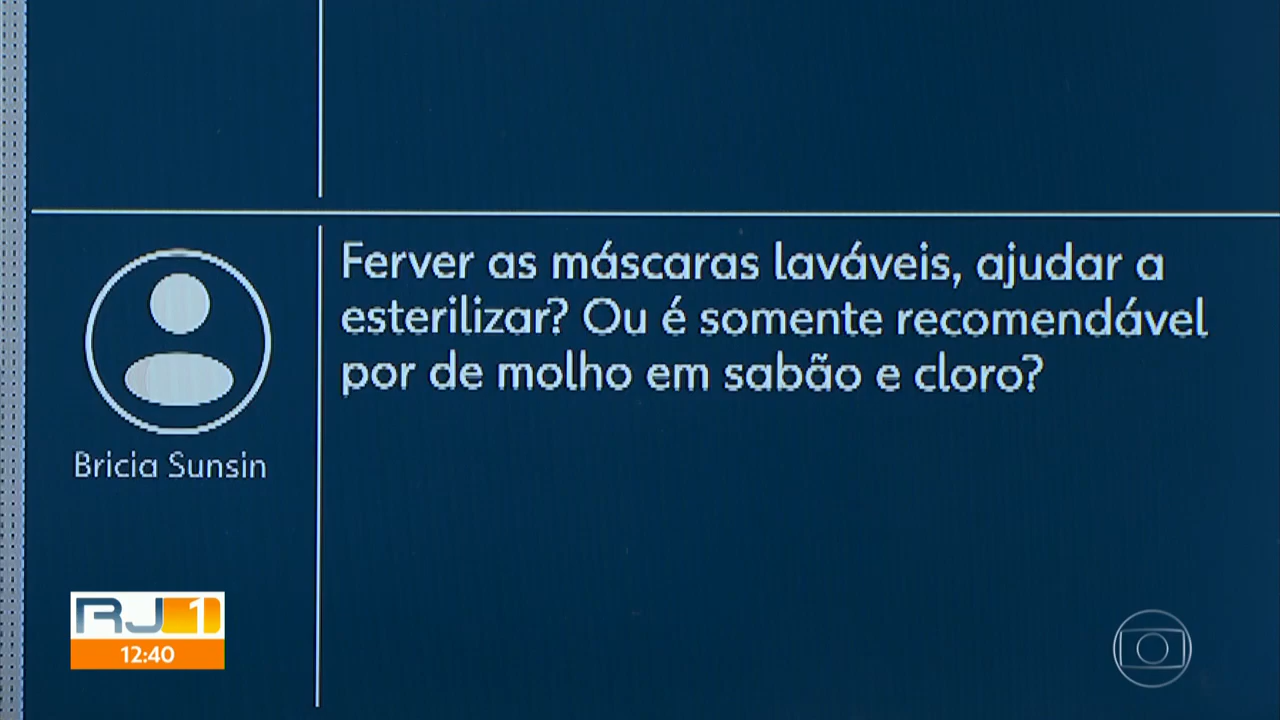 Ferver as máscaras laváveis, ajudar a
esterilizar? Ou é somente recomendável
por de molho em sabão e cloro?
Bricia Sunsin
RJ1
12:40